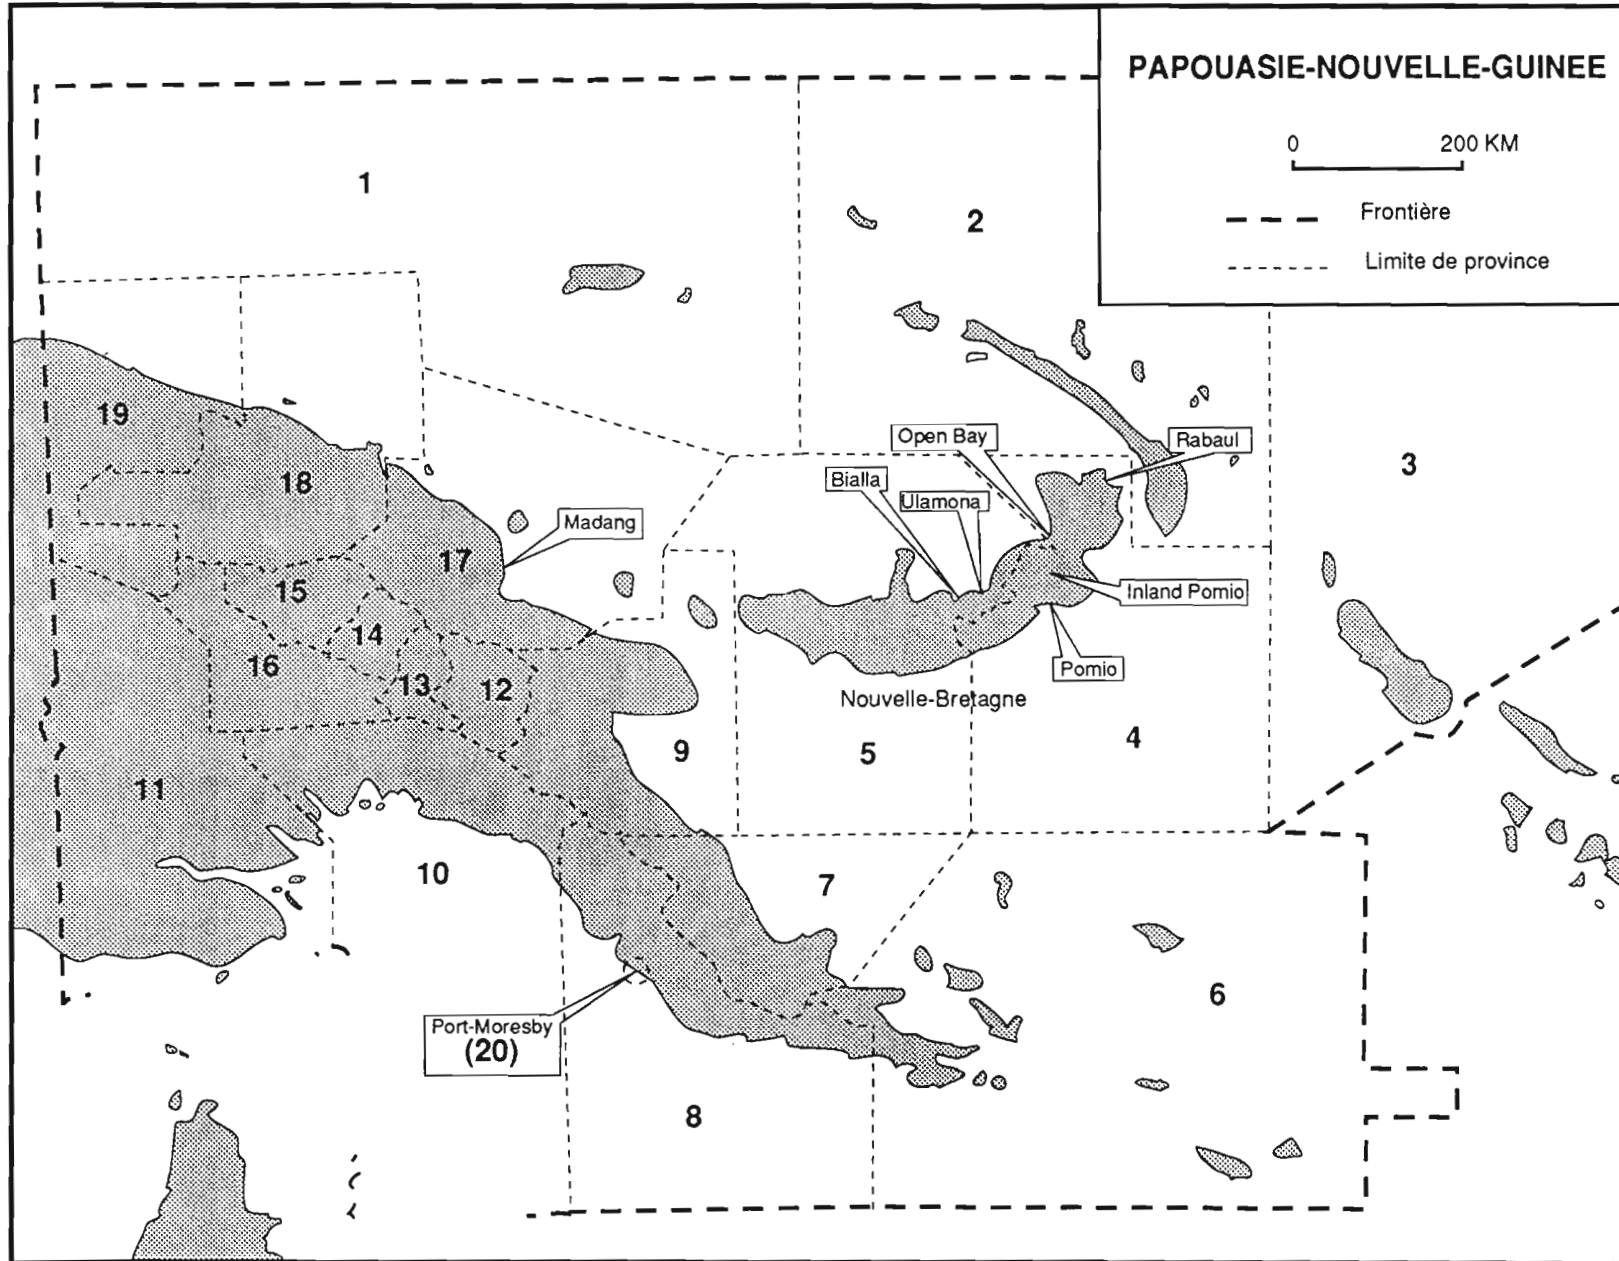 PAPOUASIE-NOUVELLE-GUINEE
0 200 KM
Frontière
Limite de province
1
2
3
19
18
Open Bay
Rabaul
Bialla
Ulamona
Madang
17
15
Inland Pomio
14
16
13
12
Pomio
Nouvelle-Bretagne
9
5
4
11
10
7
6
Port-Moresby
(20)
8